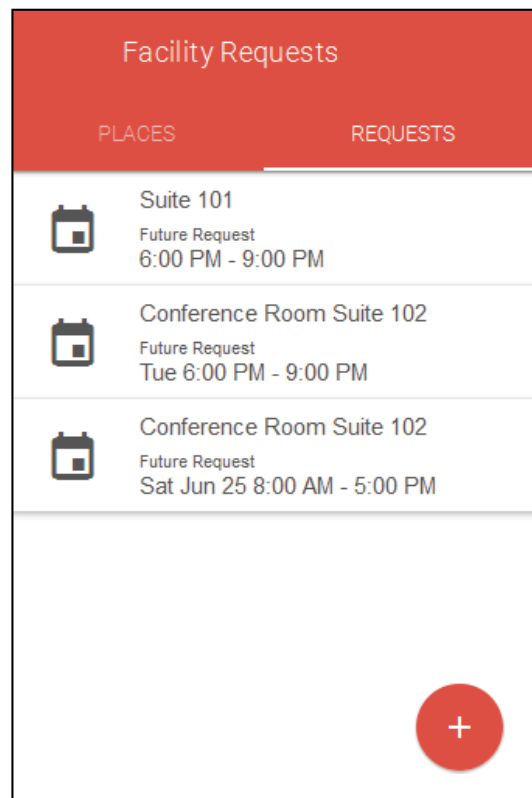 Facility Requests
PLACES
REQUESTS
Suite 101
Future Request
6:00 PM - 9:00 PM
Conference Room Suite 102
Future Request
Tue 6:00 PM - 9:00 PM
Conference Room Suite 102
Future Request
Sat Jun 25 8:00 AM - 5:00 PM
+